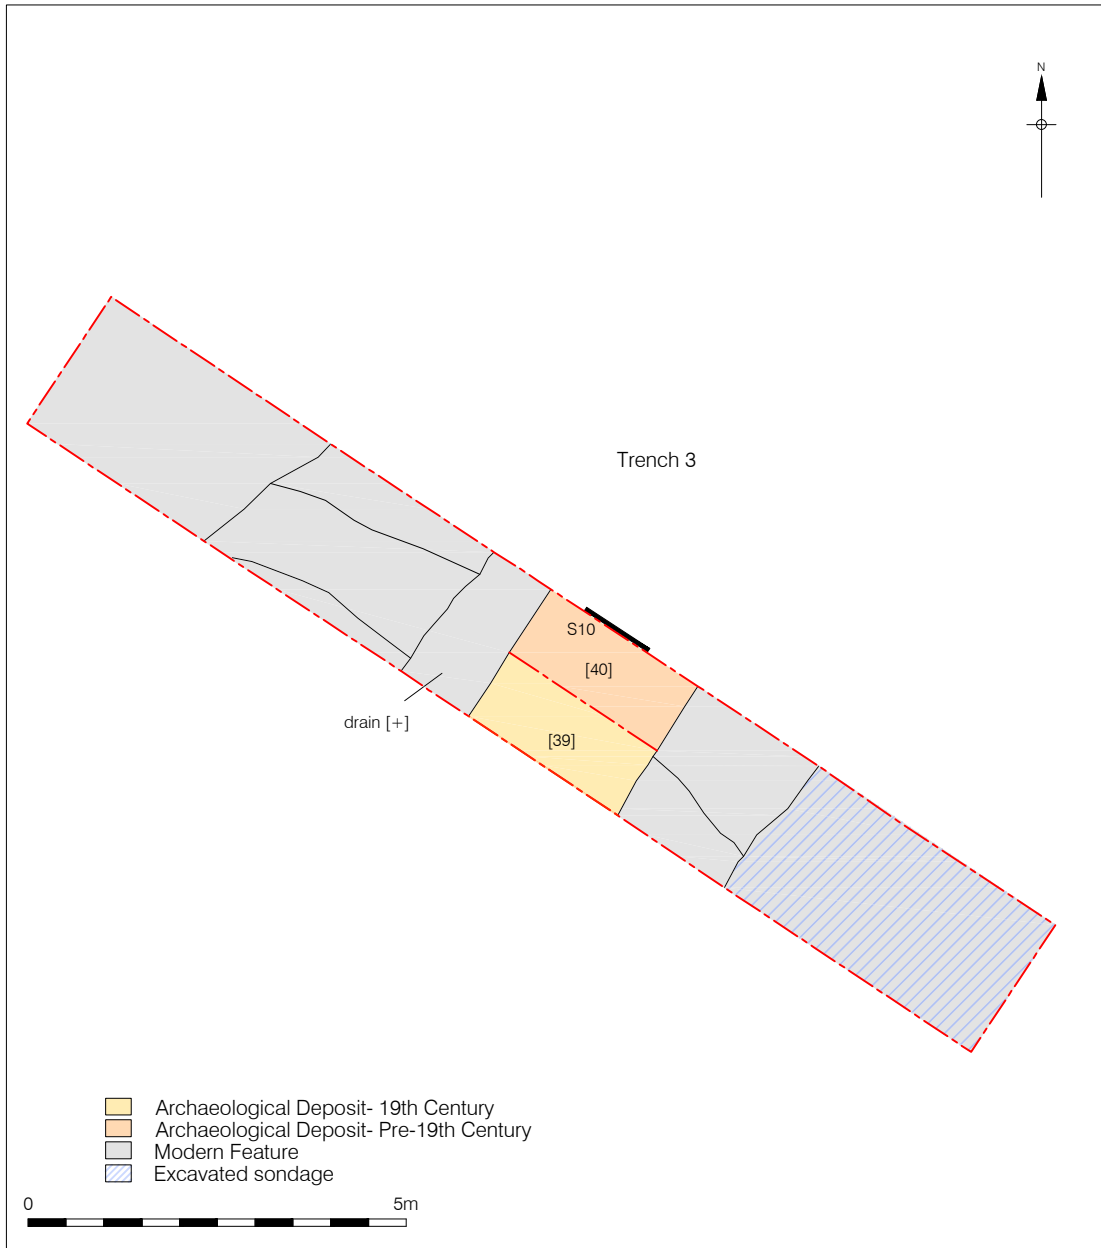 N
Trench 3
S10
[40]
drain [+]
[39]
Archaeological Deposit- 19th Century
Archaeological Deposit- Pre-19th Century
Modern Feature
Excavated sondage
0 5m